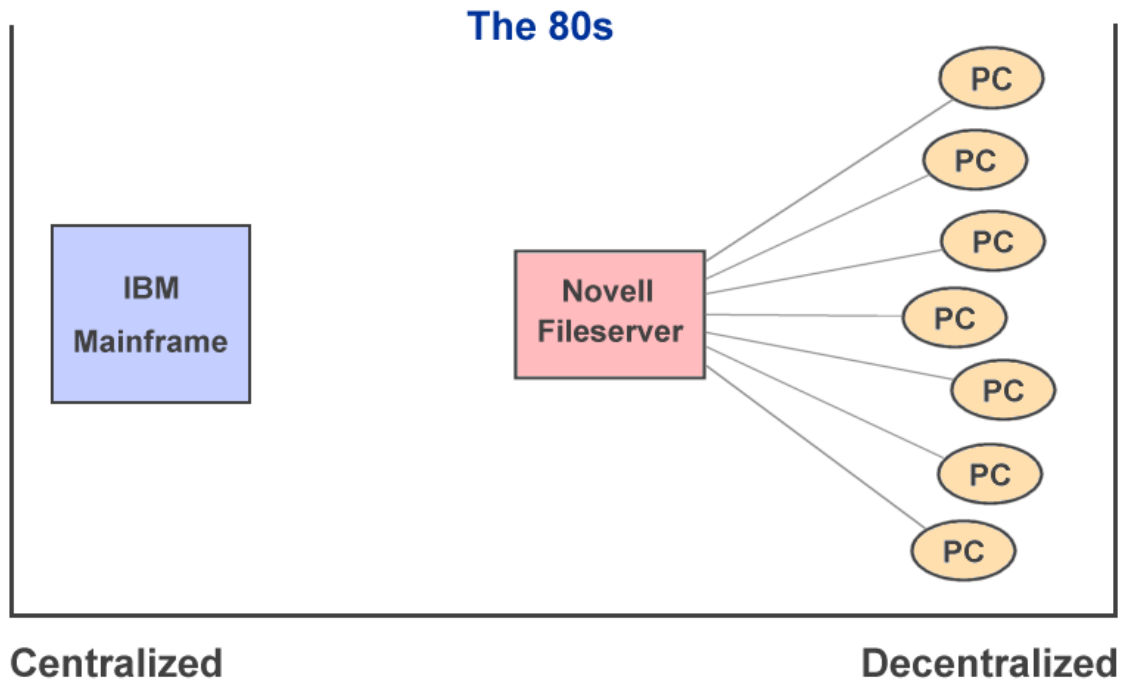 The 80s
IBM
Mainframe
Novell
Fileserver
PC
PC
PC
PC
PC
PC
PC
Centralized
Decentralized